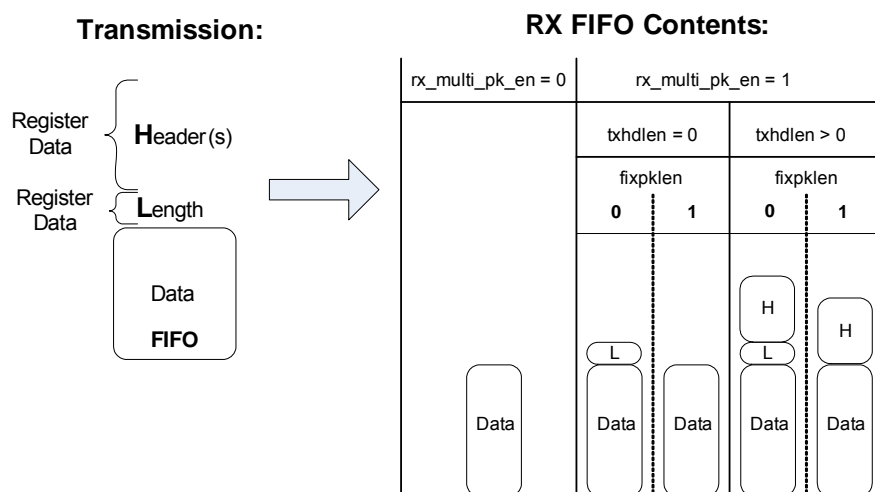 Transmission:
RX FIFO Contents:
rx_multi_pk_en = 0
rx_multi_pk_en = 1
txhdlen = 0
txhdlen > 0
fixpklen
fixpklen
0
1
0
1
Register
Data
Header(s)
Register
Data
Length
Data
FIFO
H
H
L
L
Data
Data
Data
Data
Data